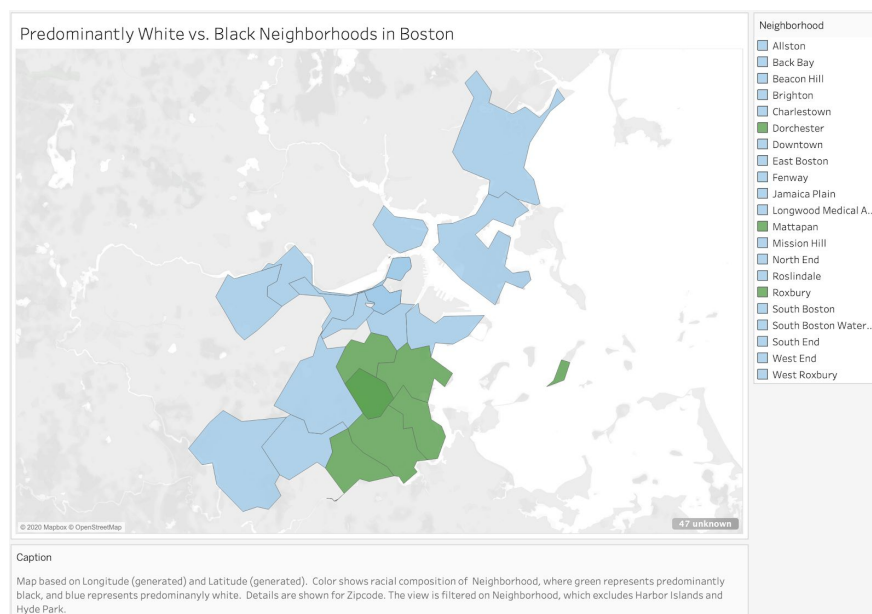 Predominantly White vs. Black Neighborhoods in Boston
© 2020 Mapbox © OpenStreetMap
47 unknown
Neighborhood
Allston
Back Bay
Beacon Hill
Brighton
Charlestown
Dorchester
Downtown
East Boston
Fenway
Jamaica Plain
Longwood Medical A..
Mattapan
Mission Hill
North End
Roslindale
Roxbury
South Boston
South Boston Water..
South End
West End
West Roxbury
Caption
Map based on Longitude (generated) and Latitude (generated). Color shows racial composition of Neighborhood, where green represents predominantly
black, and blue represents predominanyly white. Details are shown for Zipcode. The view is filtered on Neighborhood, which excludes Harbor Islands and
Hyde Park.